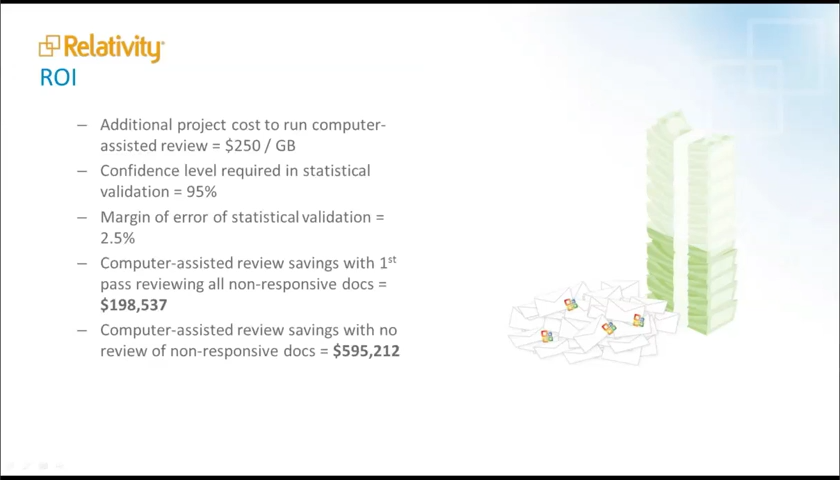 Relativity
ROI
– Additional project cost to run computer-
assisted review = $250 / GB
– Confidence level required in statistical
validation = 95%
– Margin of error of statistical validation =
2.5%
– Computer-assisted review savings with 1st
pass reviewing all non-responsive docs =
$198,537
– Computer-assisted review savings with no
review of non-responsive docs = $595,212